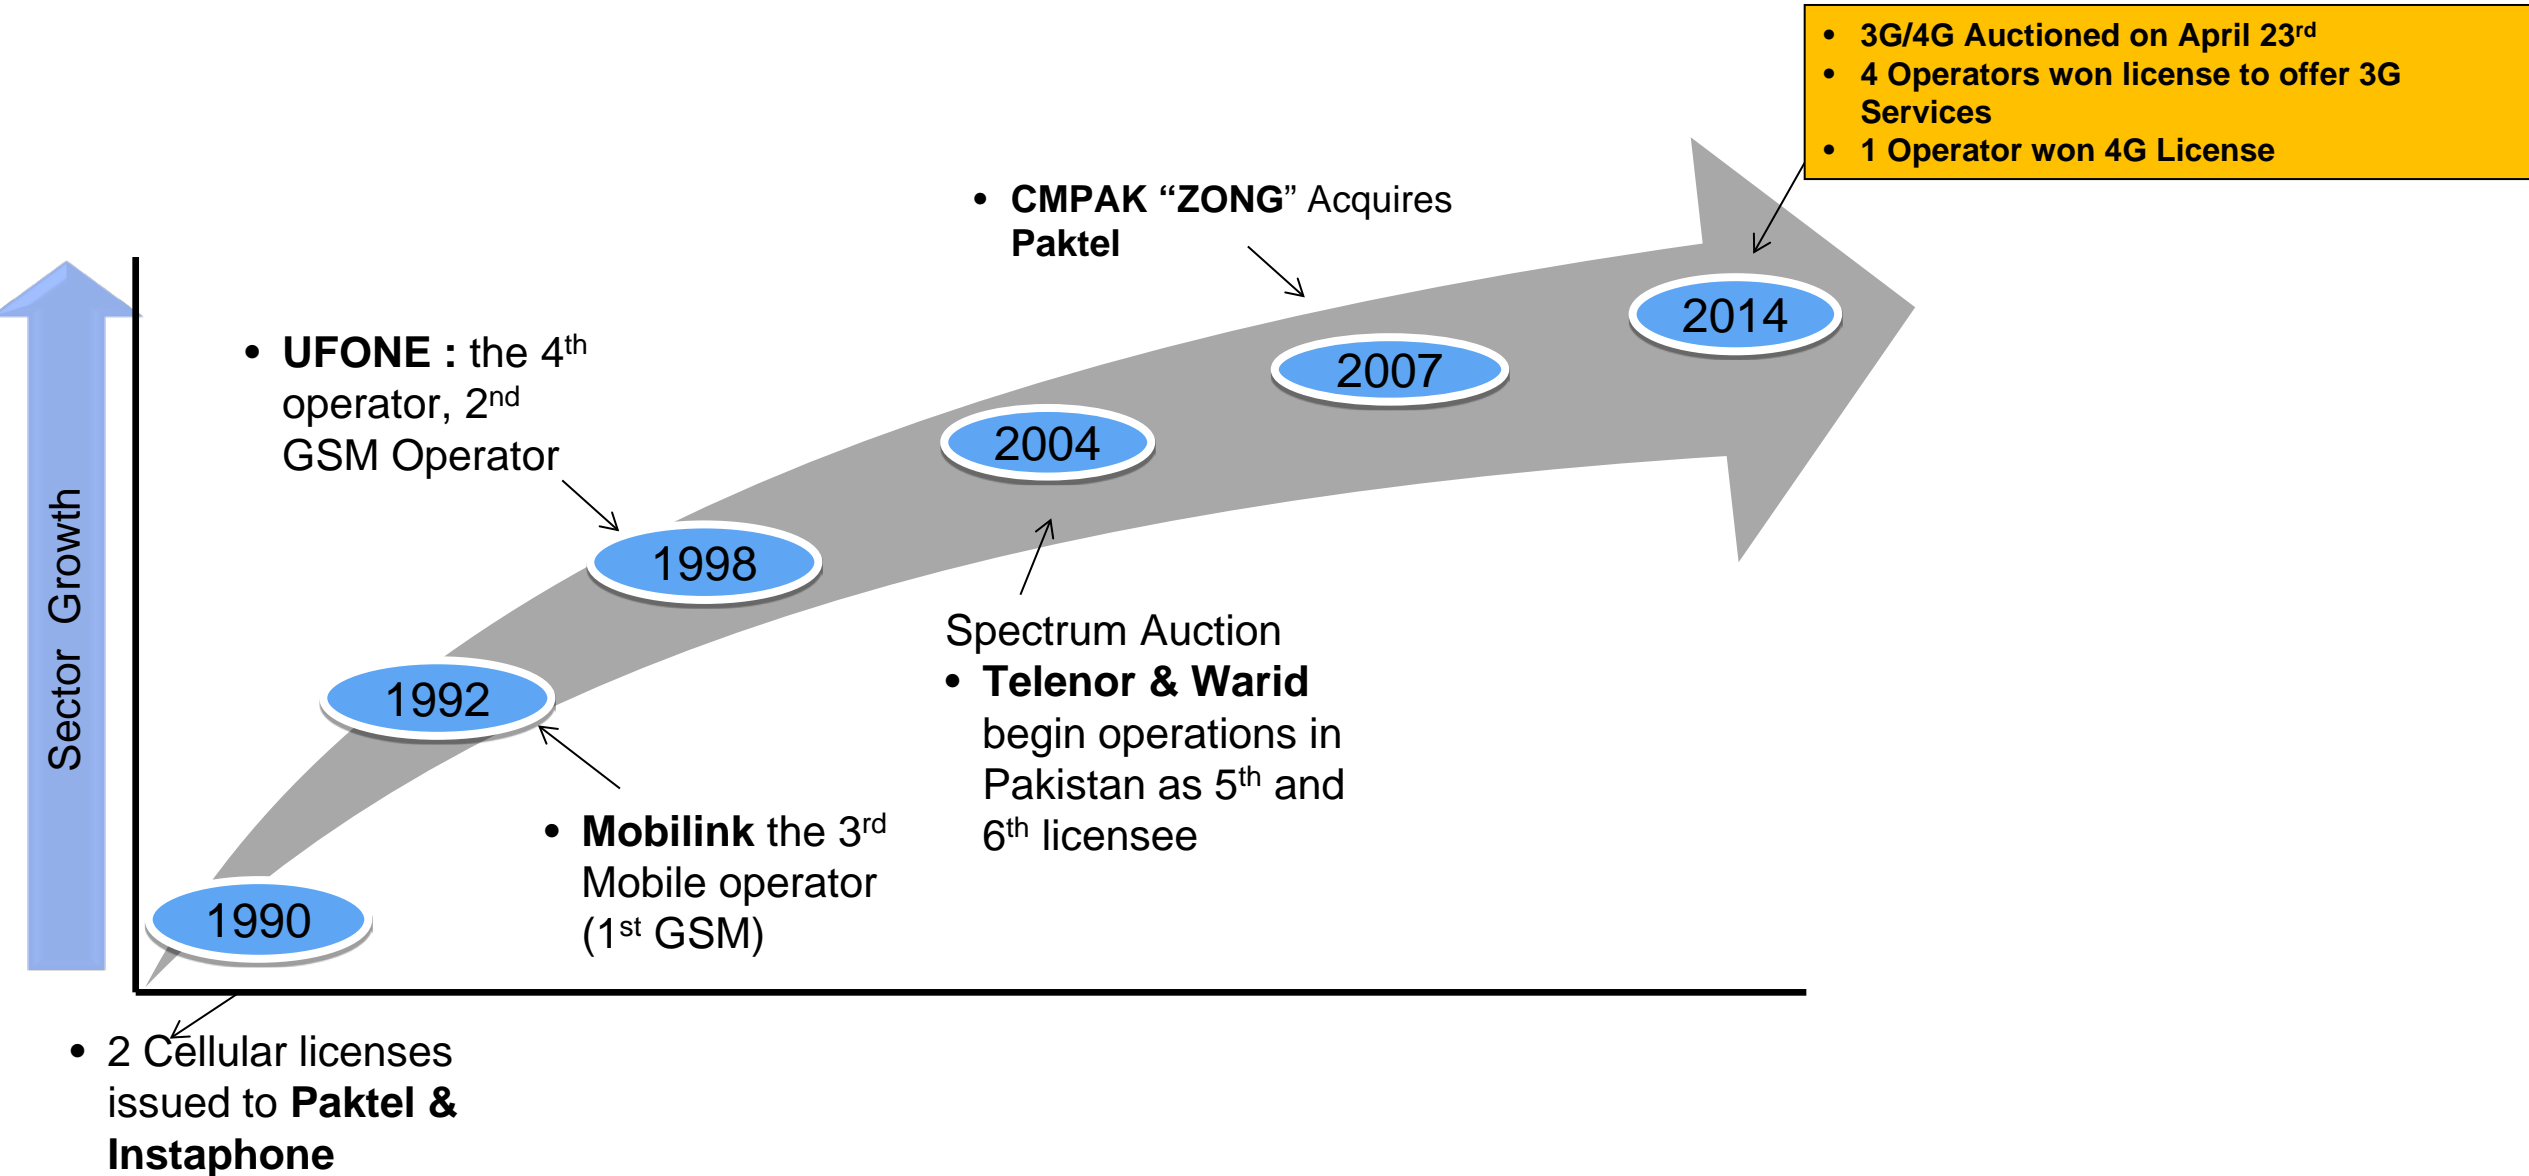 • 3G/4G Auctioned on April 23rd
• 4 Operators won license to offer 3G
Services
• 1 Operator won 4G License
• CMPAK “ZONG” Acquires
Paktel
2014
• UFONE : the 4th
operator, 2nd
GSM Operator
2007
2004
1998
Sector Growth
Spectrum Auction
• Telenor & Warid
begin operations in
Pakistan as 5th and
6th licensee
1992
• Mobilink the 3rd
Mobile operator
(1st GSM)
1990
• 2 Cellular licenses
issued to Paktel &
Instaphone